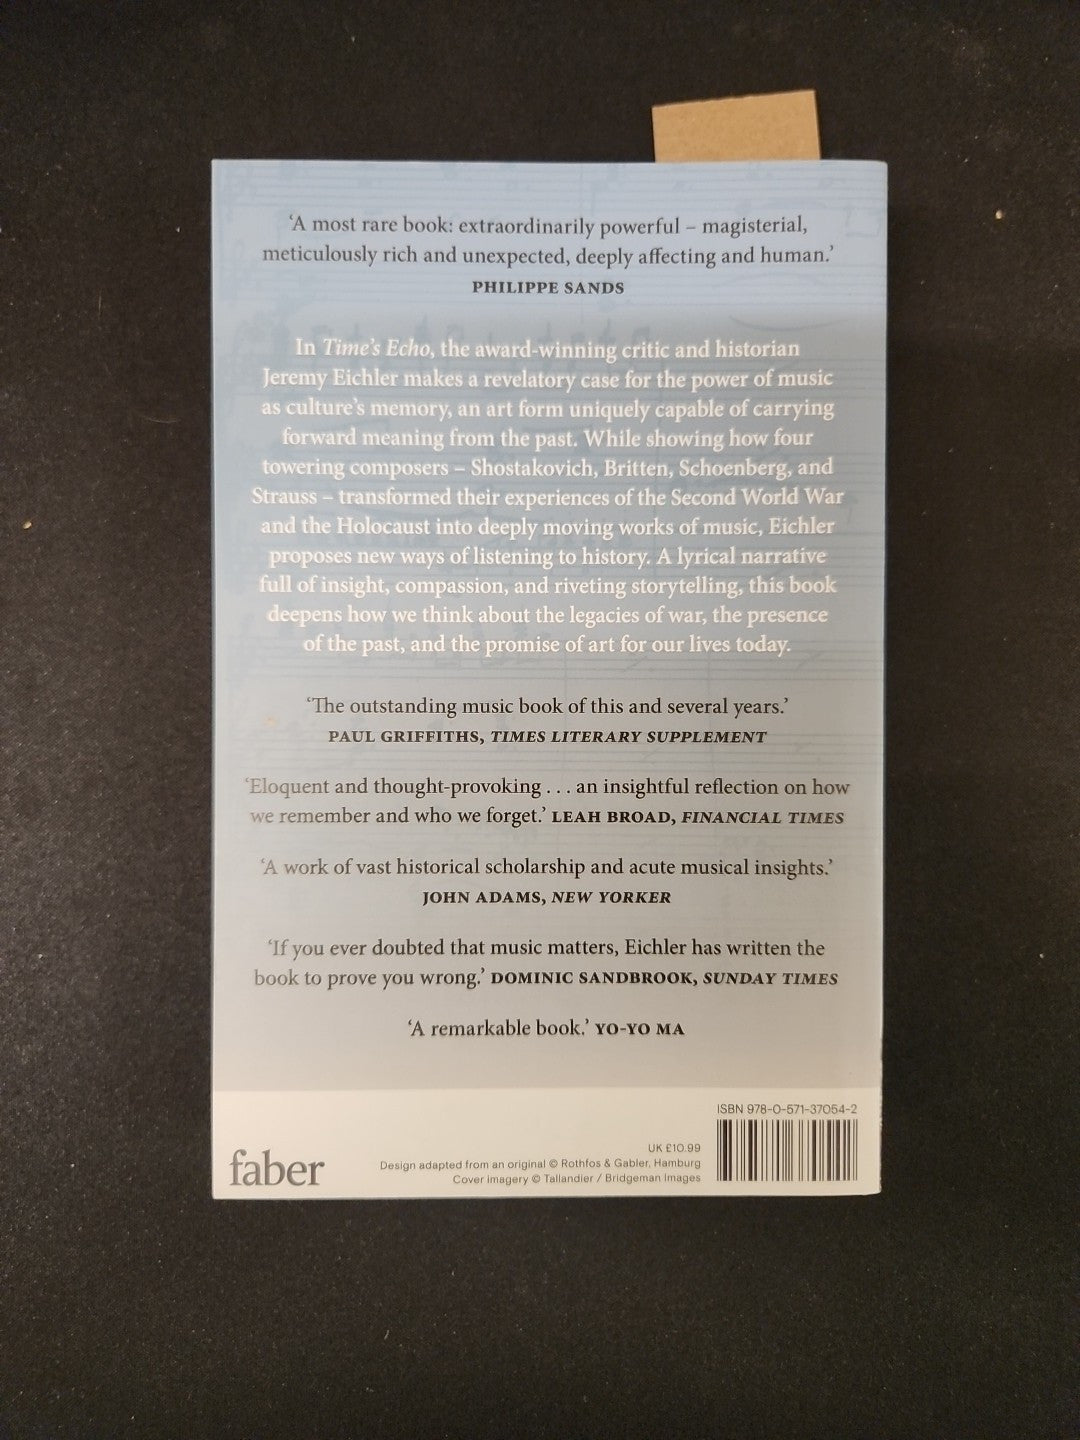 ‘A most rare book: extraordinarily powerful – magisterial,
meticulously rich and unexpected, deeply affecting and human.’
PHILIPPE SANDS
In Time’s Echo, the award-winning critic and historian
Jeremy Eichler makes a revelatory case for the power of music
as culture’s memory, an art form uniquely capable of carrying
forward meaning from the past. While showing how four
towering composers – Shostakovich, Britten, Schoenberg, and
Strauss – transformed their experiences of the Second World War
and the Holocaust into deeply moving works of music, Eichler
proposes new ways of listening to history. A lyrical narrative
full of insight, compassion, and riveting storytelling, this book
deepens how we think about the legacies of war, the presence
of the past, and the promise of art for our lives today.
‘The outstanding music book of this and several years.’
PAUL GRIFFITHS, TIMES LITERARY SUPPLEMENT
‘Eloquent and thought-provoking . . . an insightful reflection on how
we remember and who we forget.’ LEAH BROAD, FINANCIAL TIMES
‘A work of vast historical scholarship and acute musical insights.’
JOHN ADAMS, NEW YORKER
‘If you ever doubted that music matters, Eichler has written the
book to prove you wrong.’ DOMINIC SANDBROOK, SUNDAY TIMES
‘A remarkable book.’ YO-YO MA
faber
UK £10.99
Design adapted from an original © Rothfos & Gabler, Hamburg
Cover imagery © Tallandier / Bridgeman Images
ISBN 978-0-571-37054-2